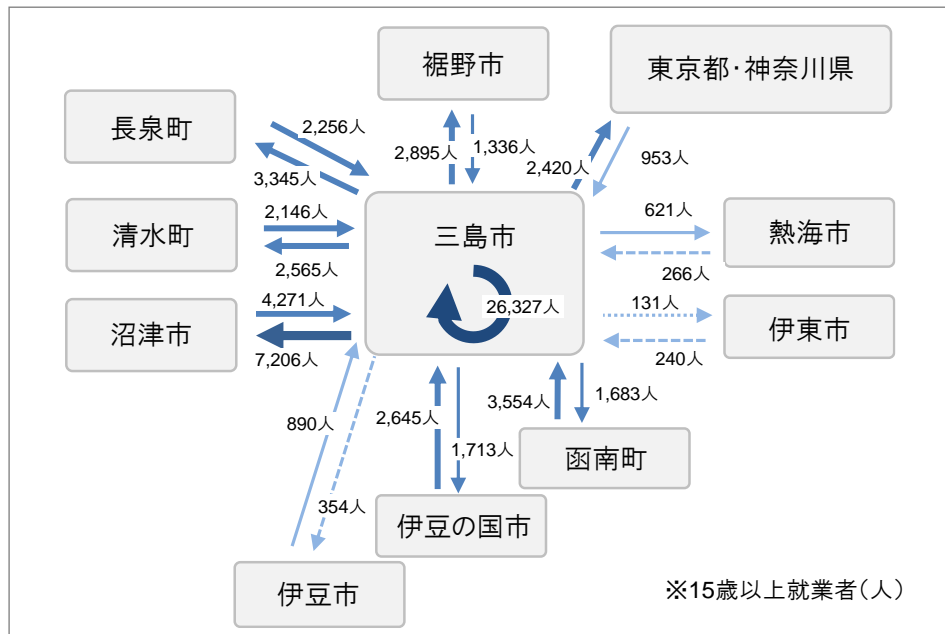 裾野市
東京都・神奈川県
長泉町
2,256人
3,345人
2,895人
1,336人
2,420人
953人
清水町
2,146人
2,565人
三島市
26,327人
621人
266人
熱海市
沼津市
4,271人
7,206人
131人
240人
伊東市
890人
354人
2,645人
1,713人
3,554人
1,683人
函南町
伊豆の国市
伊豆市
※15歳以上就業者(人)